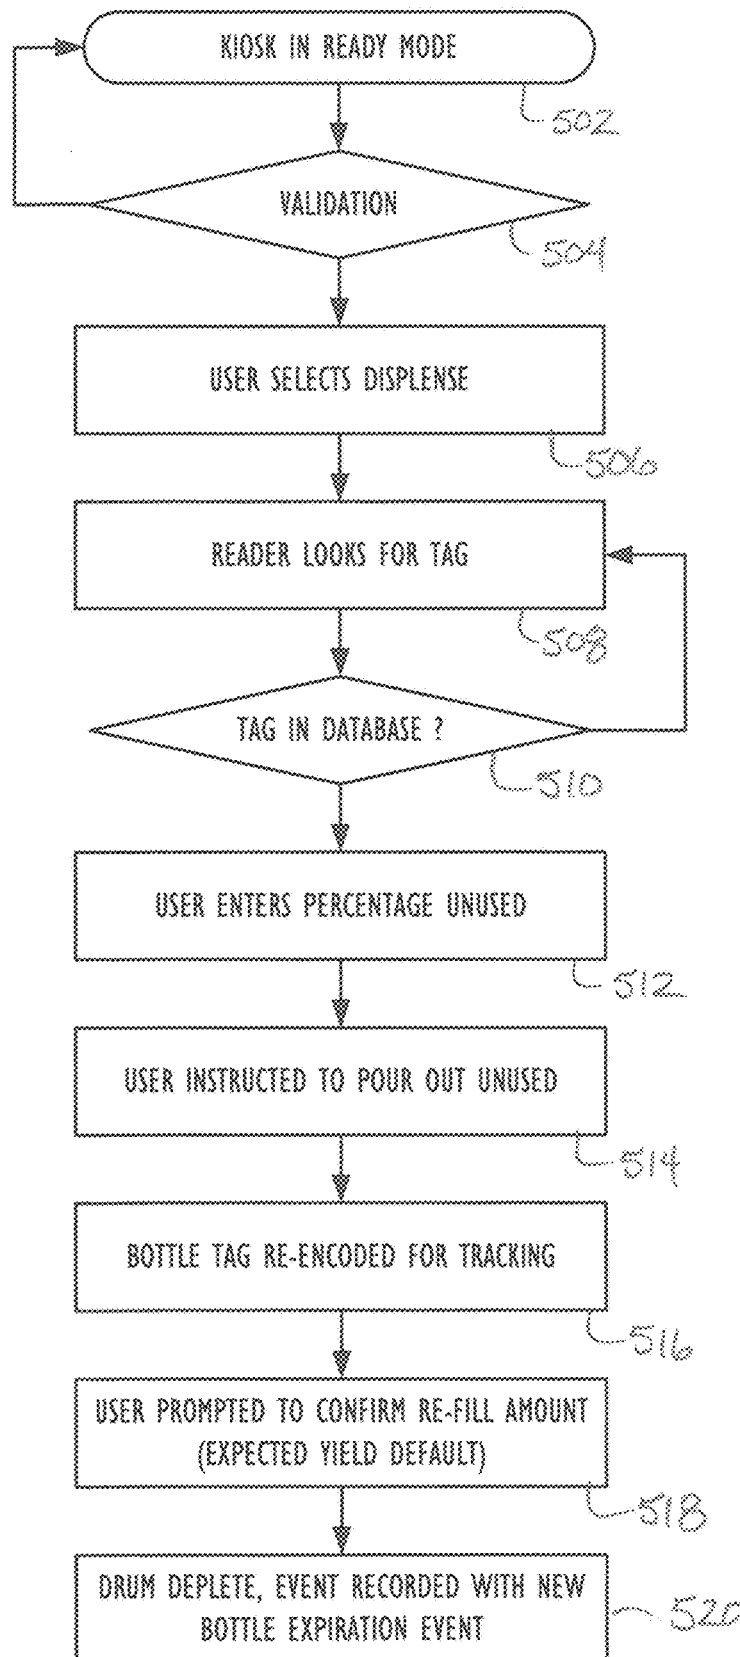 KIOSK IN READY MODE
502
VALIDATION
504
USER SELECTS DISPLENSE
506
READER LOOKS FOR TAG
508
TAG IN DATABASE ?
510
USER ENTERS PERCENTAGE UNUSED
512
USER INSTRUCTED TO POUR OUT UNUSED
514
BOTTLE TAG RE-ENCODED FOR TRACKING
516
USER PROMPTED TO CONFIRM RE-FILL AMOUNT
(EXPECTED YIELD DEFAULT)
518
DRUM DEPLETE, EVENT RECORDED WITH NEW
BOTTLE EXPIRATION EVENT
520